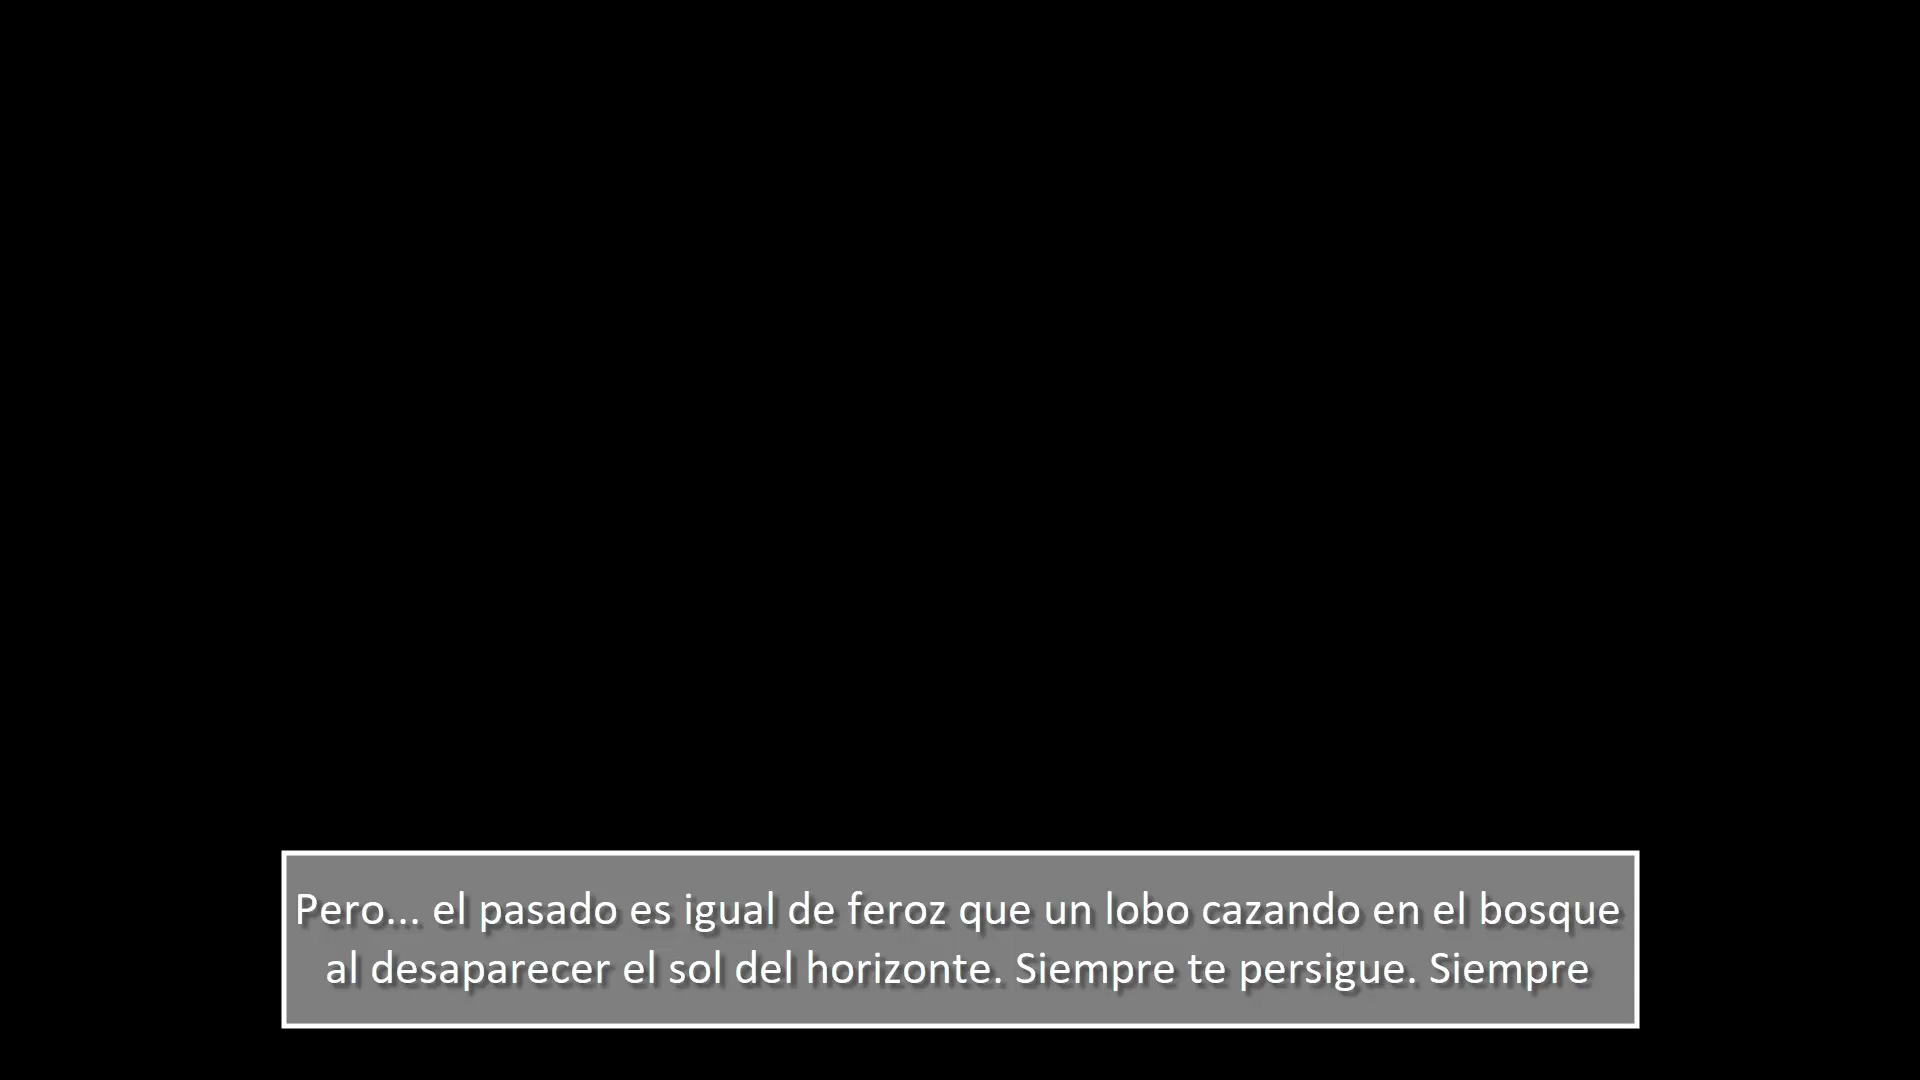 Pero... el pasado es igual de feroz que un lobo cazando en el bosque
al desaparecer el sol del horizonte. Siempre te persigue. Siempre